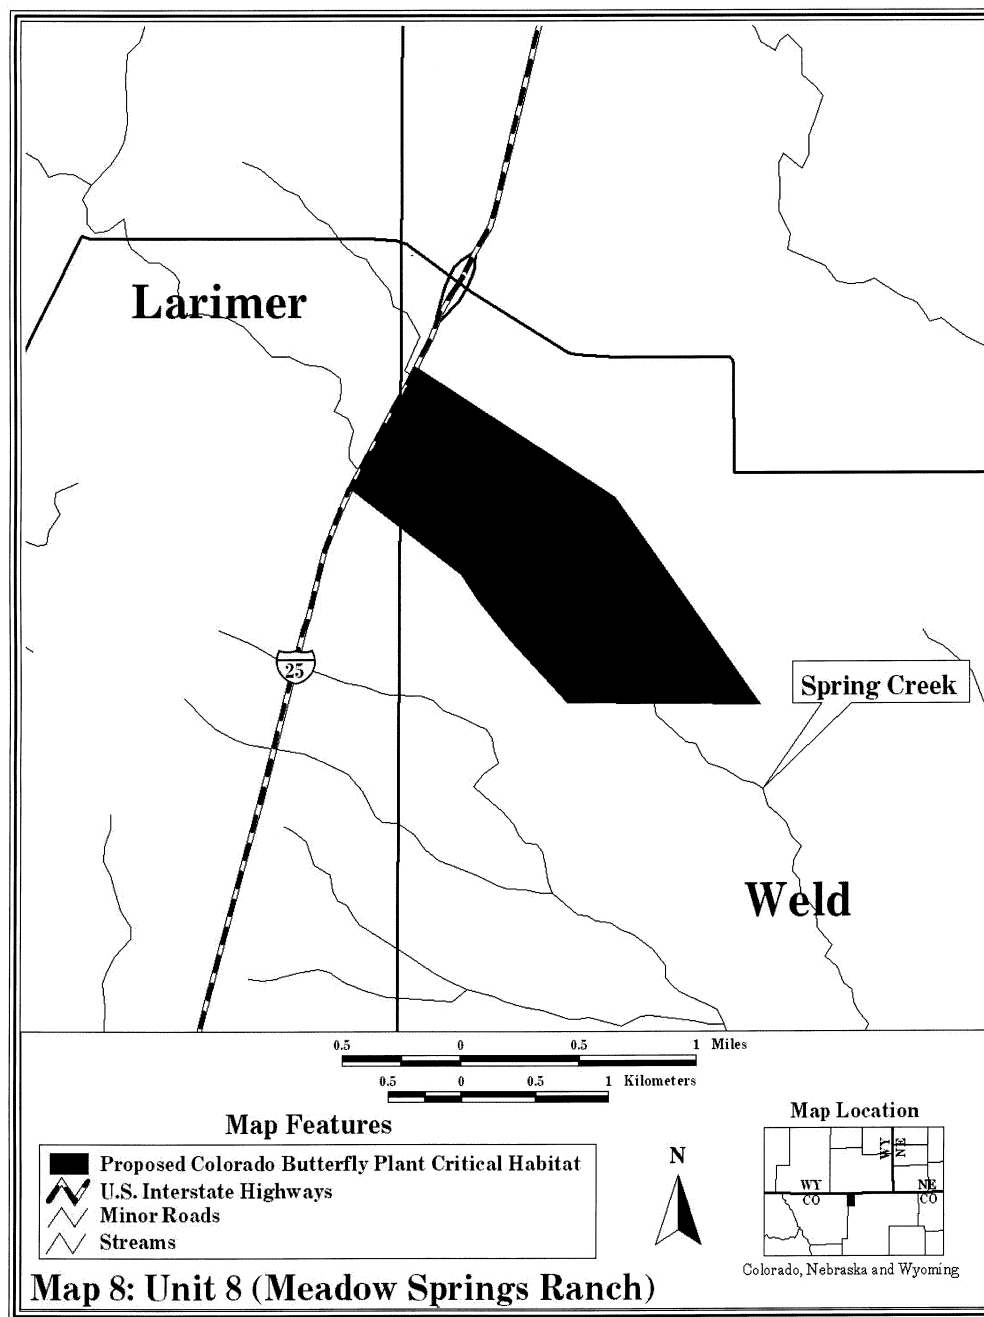 Larimer
25
Spring Creek
Weld
0.5 0 0.5 1 Miles
0.5 0 0.5 1 Kilometers
Map Features
Proposed Colorado Butterfly Plant Critical Habitat
U.S. Interstate Highways
Minor Roads
Streams
N
Map Location
WY NE
WY NE
CO CO
Colorado, Nebraska and Wyoming
Map 8: Unit 8 (Meadow Springs Ranch)